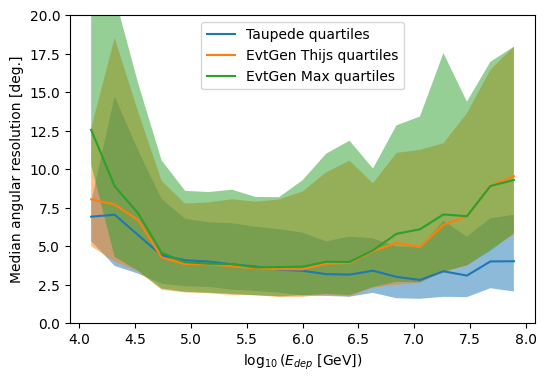 20.0
17.5
15.0
12.5
10.0
7.5
5.0
2.5
0.0
Median angular resolution [deg.]
Taupede quartiles
EvtGen Thijs quartiles
EvtGen Max quartiles
4.0 4.5 5.0 5.5 6.0 6.5 7.0 7.5 8.0
log₁₀(E_dep [GeV])